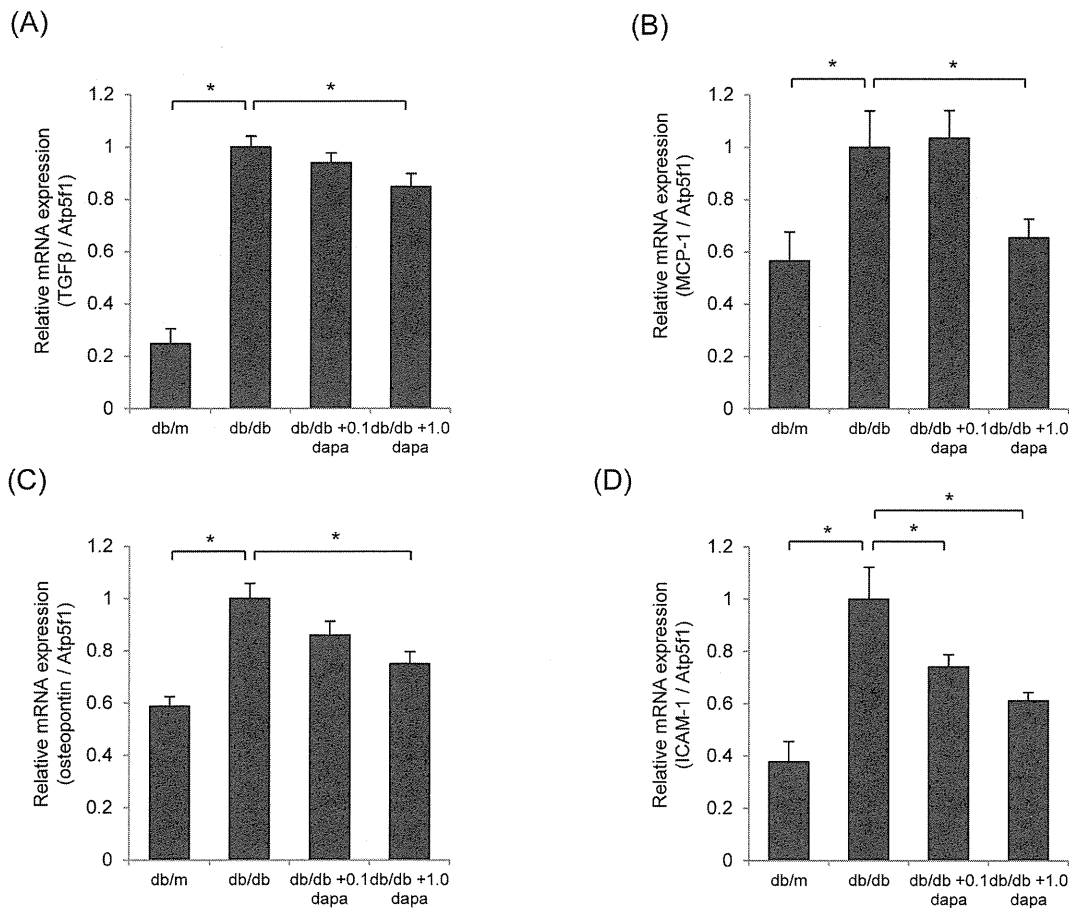 (A)
Relative mRNA expression
(TGFβ / Atp5f1)
1.2
1
0.8
0.6
0.4
0.2
0
*
*
db/m
db/db
db/db +0.1
dapa
db/db +1.0
dapa
(B)
Relative mRNA expression
(MCP-1 / Atp5f1)
1.2
1
0.8
0.6
0.4
0.2
0
*
*
db/m
db/db
db/db +0.1
dapa
db/db +1.0
dapa
(C)
Relative mRNA expression
(osteopontin / Atp5f1)
1.2
1
0.8
0.6
0.4
0.2
0
*
*
db/m
db/db
db/db +0.1
dapa
db/db +1.0
dapa
(D)
Relative mRNA expression
(ICAM-1 / Atp5f1)
1.2
1
0.8
0.6
0.4
0.2
0
*
*
*
db/m
db/db
db/db +0.1
dapa
db/db +1.0
dapa